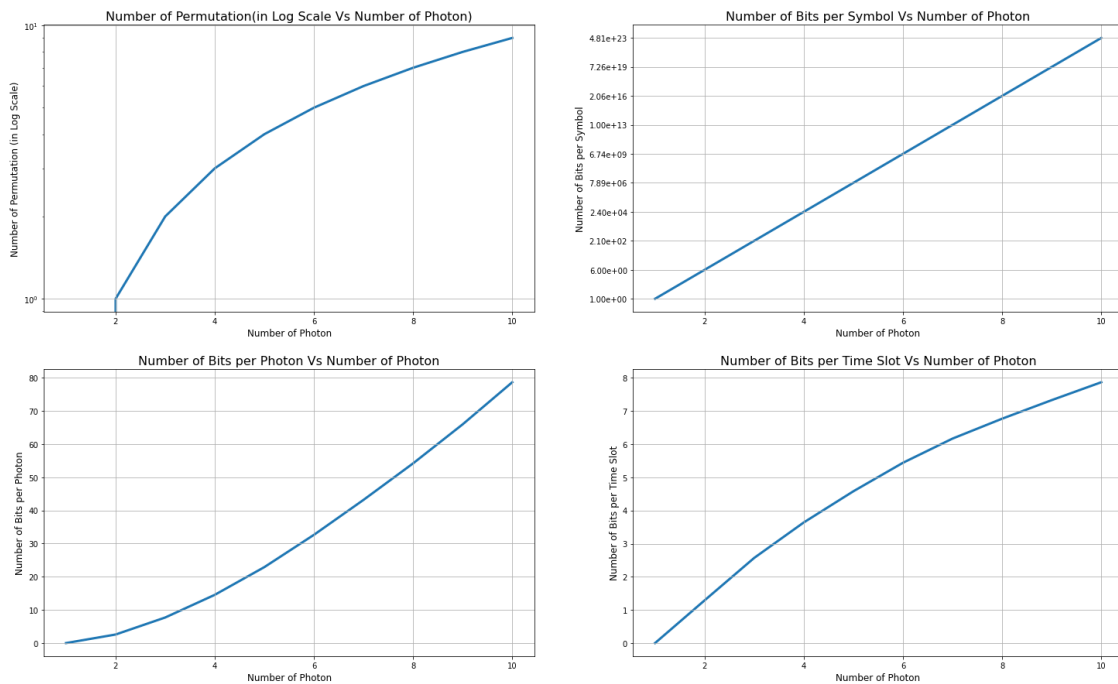 Number of Permutation(in Log Scale Vs Number of Photon)
Number of Permutation (in Log Scale)
10¹
10⁰
2 4 6 8 10
Number of Photon
Number of Bits per Symbol Vs Number of Photon
Number of Bits per Symbol
4.81e+23
7.26e+19
2.06e+16
1.00e+13
6.74e+09
7.89e+06
2.40e+04
2.10e+02
6.00e+00
1.00e+00
2 4 6 8 10
Number of Photon
Number of Bits per Photon Vs Number of Photon
Number of Bits per Photon
80
70
60
50
40
30
20
10
0
2 4 6 8 10
Number of Photon
Number of Bits per Time Slot Vs Number of Photon
Number of Bits per Time Slot
8
7
6
5
4
3
2
1
0
2 4 6 8 10
Number of Photon